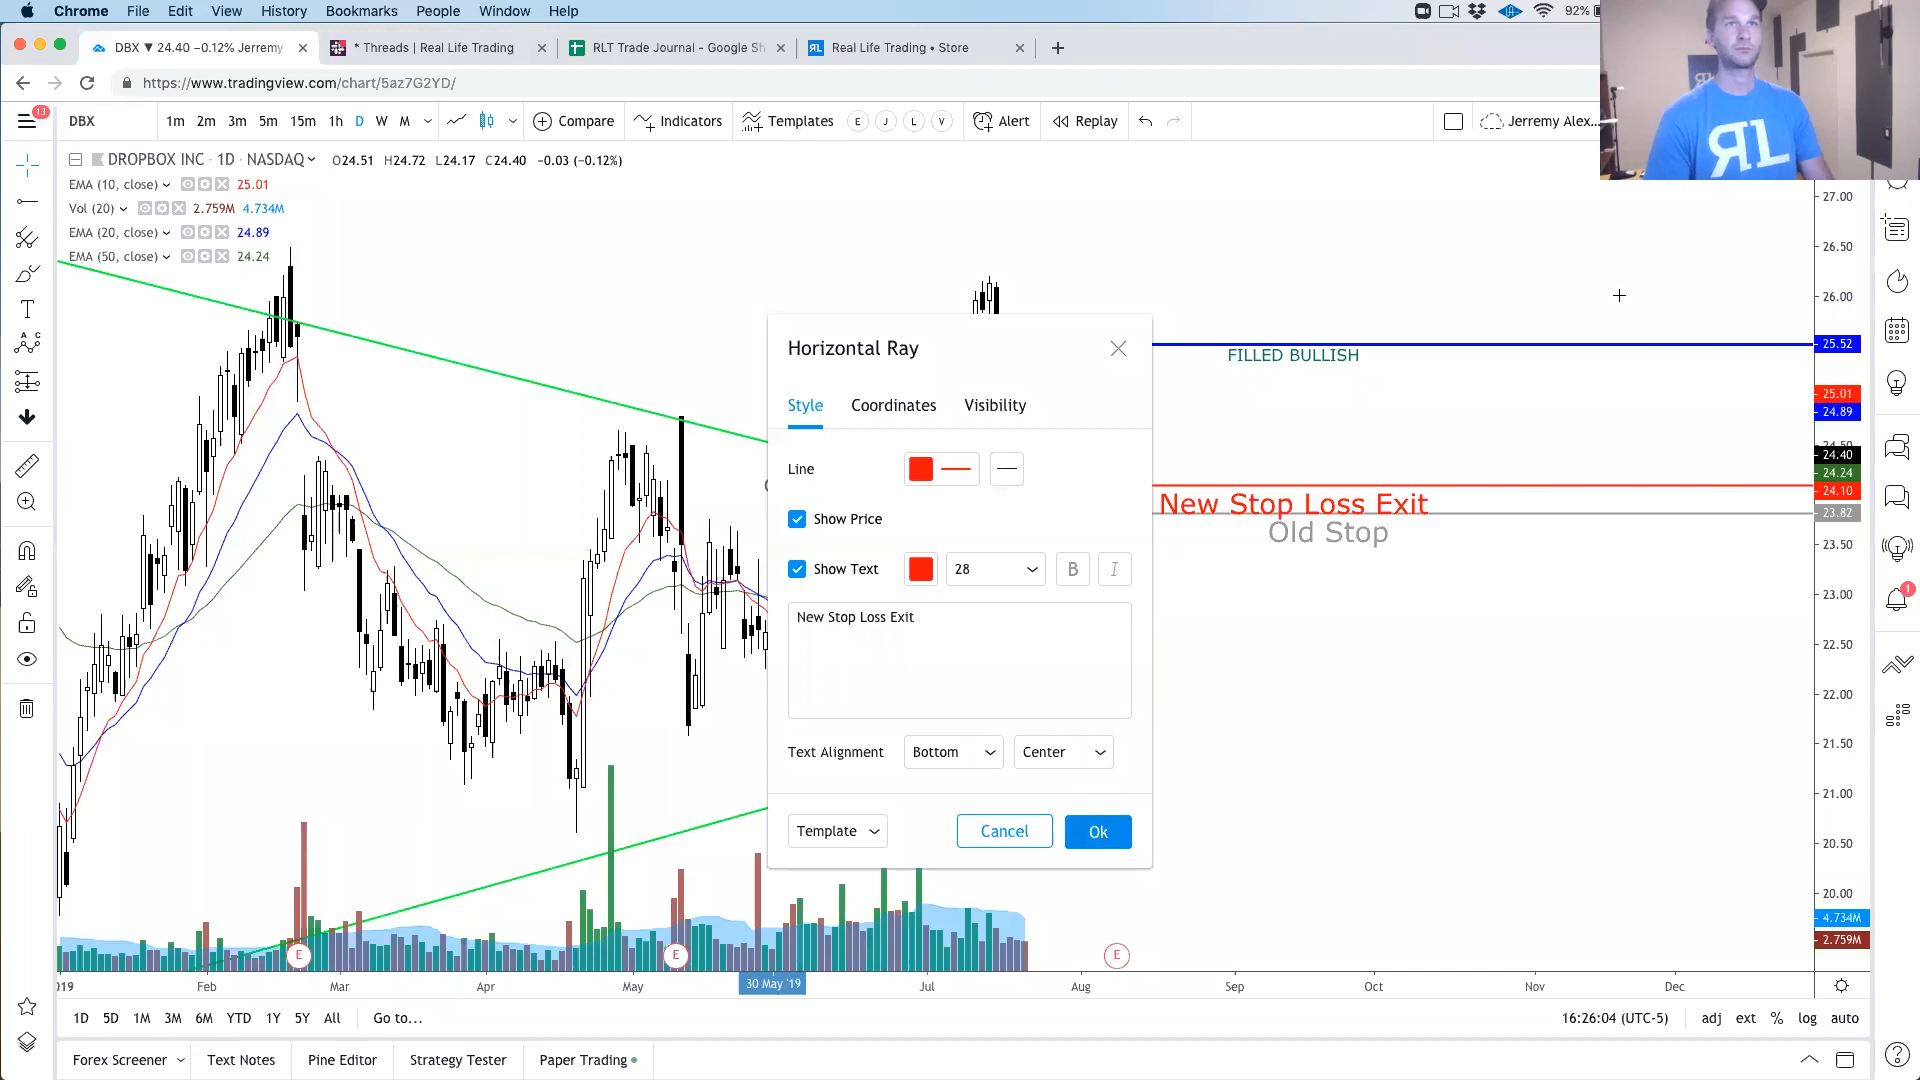 Chrome File Edit View History Bookmarks People Window Help 92%
DBX ▼ 24.40 −0.12% Jerremy
* Threads | Real Life Trading
RLT Trade Journal - Google Sh
Real Life Trading • Store
https://www.tradingview.com/chart/5az7G2YD/
13
DBX 1m 2m 3m 5m 15m 1h D W M Compare Indicators Templates E J L V Alert Replay Jerremy Alex...
DROPBOX INC · 1D · NASDAQ O24.51 H24.72 L24.17 C24.40 −0.03 (−0.12%)
EMA (10, close) 25.01
Vol (20) 2.759M 4.734M
EMA (20, close) 24.89
EMA (50, close) 24.24
RL
27.00
26.50
26.00
25.52
25.01
24.89
24.50
24.40
24.24
24.10
23.82
23.50
23.00
22.50
22.00
21.50
21.00
20.50
20.00
4.734M
2.759M
FILLED BULLISH
New Stop Loss Exit
Old Stop
Horizontal Ray
Style Coordinates Visibility
Line
Show Price
Show Text 28 B I
New Stop Loss Exit
Text Alignment Bottom Center
Template Cancel Ok
1
E E E
2019 Feb Mar Apr May 30 May '19 Jul Aug Sep Oct Nov Dec
1D 5D 1M 3M 6M YTD 1Y 5Y All Go to... 16:26:04 (UTC-5) adj ext % log auto
Forex Screener Text Notes Pine Editor Strategy Tester Paper Trading